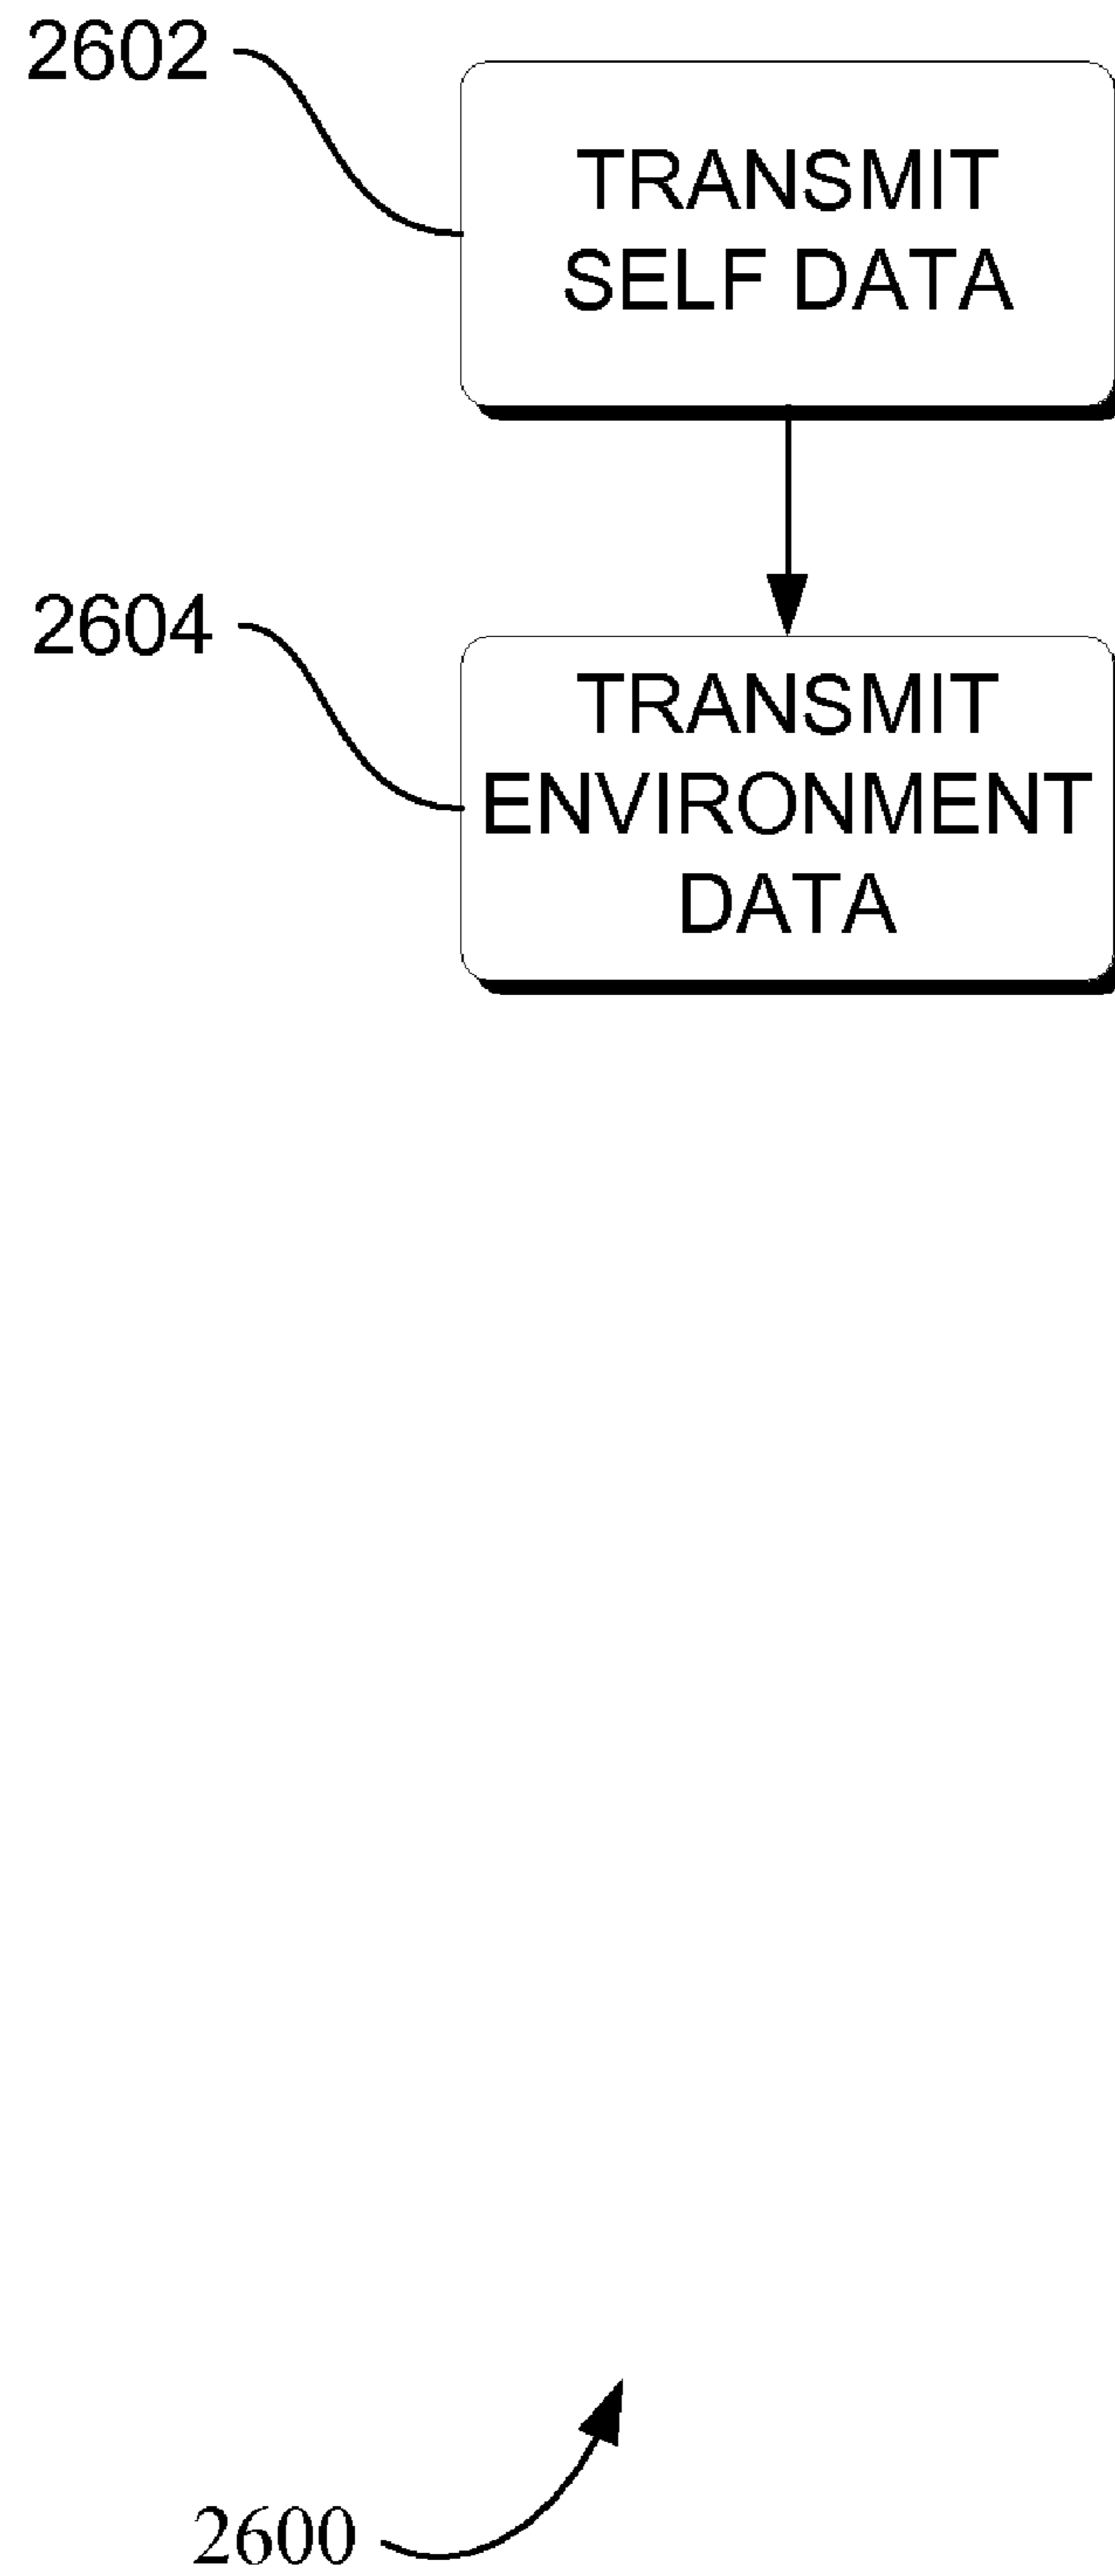 2602
TRANSMIT
SELF DATA
2604
TRANSMIT
ENVIRONMENT
DATA
2600